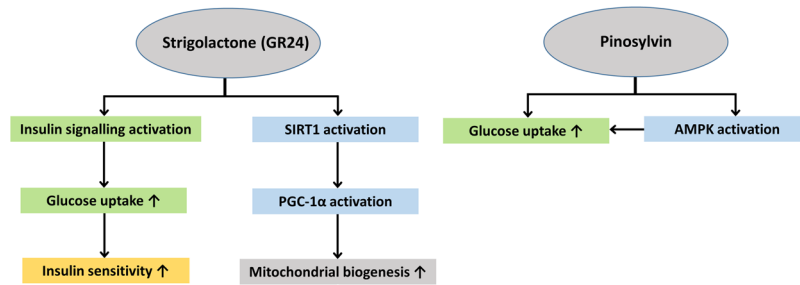 Strigolactone (GR24)
Pinosylvin
Insulin signalling activation
SIRT1 activation
Glucose uptake ↑
AMPK activation
Glucose uptake ↑
PGC-1α activation
Insulin sensitivity ↑
Mitochondrial biogenesis ↑